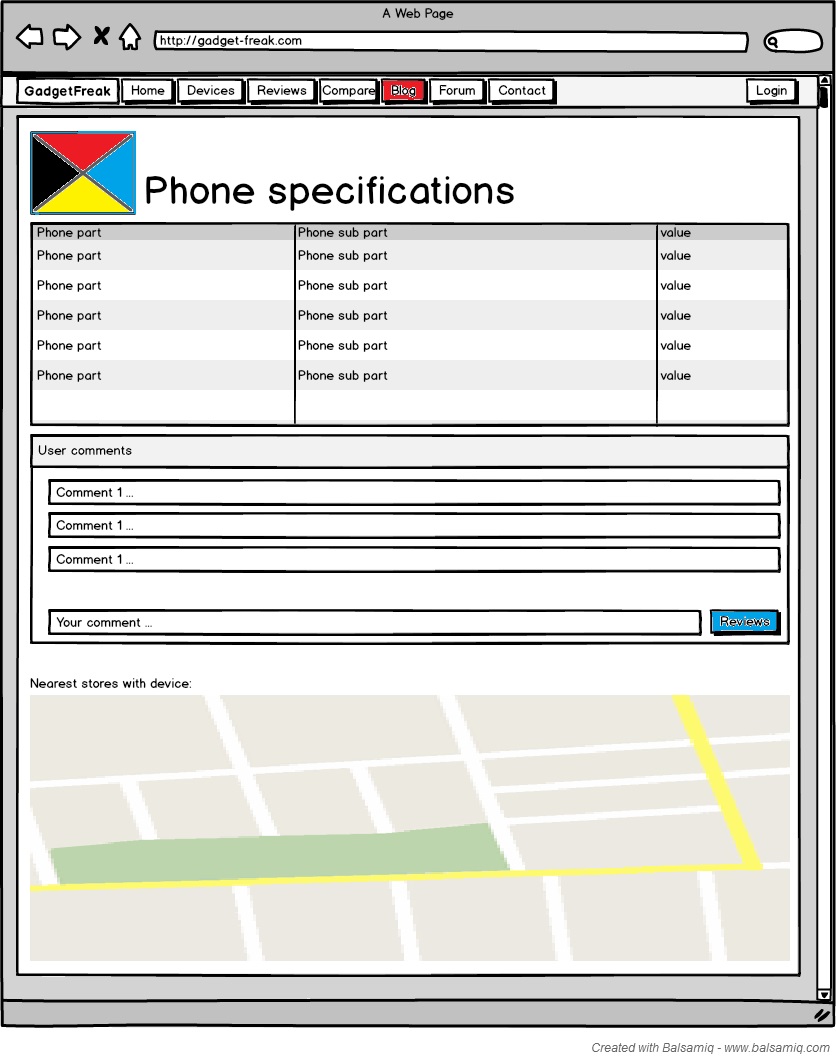 A Web Page
http://gadget-freak.com
GadgetFreak Home Devices Reviews Compare Blog Forum Contact Login
Phone specifications
Phone part Phone sub part value
Phone part Phone sub part value
Phone part Phone sub part value
Phone part Phone sub part value
Phone part Phone sub part value
Phone part Phone sub part value
User comments
Comment 1 ...
Comment 1 ...
Comment 1 ...
Your comment ... Reviews
Nearest stores with device:
Created with Balsamiq - www.balsamiq.com